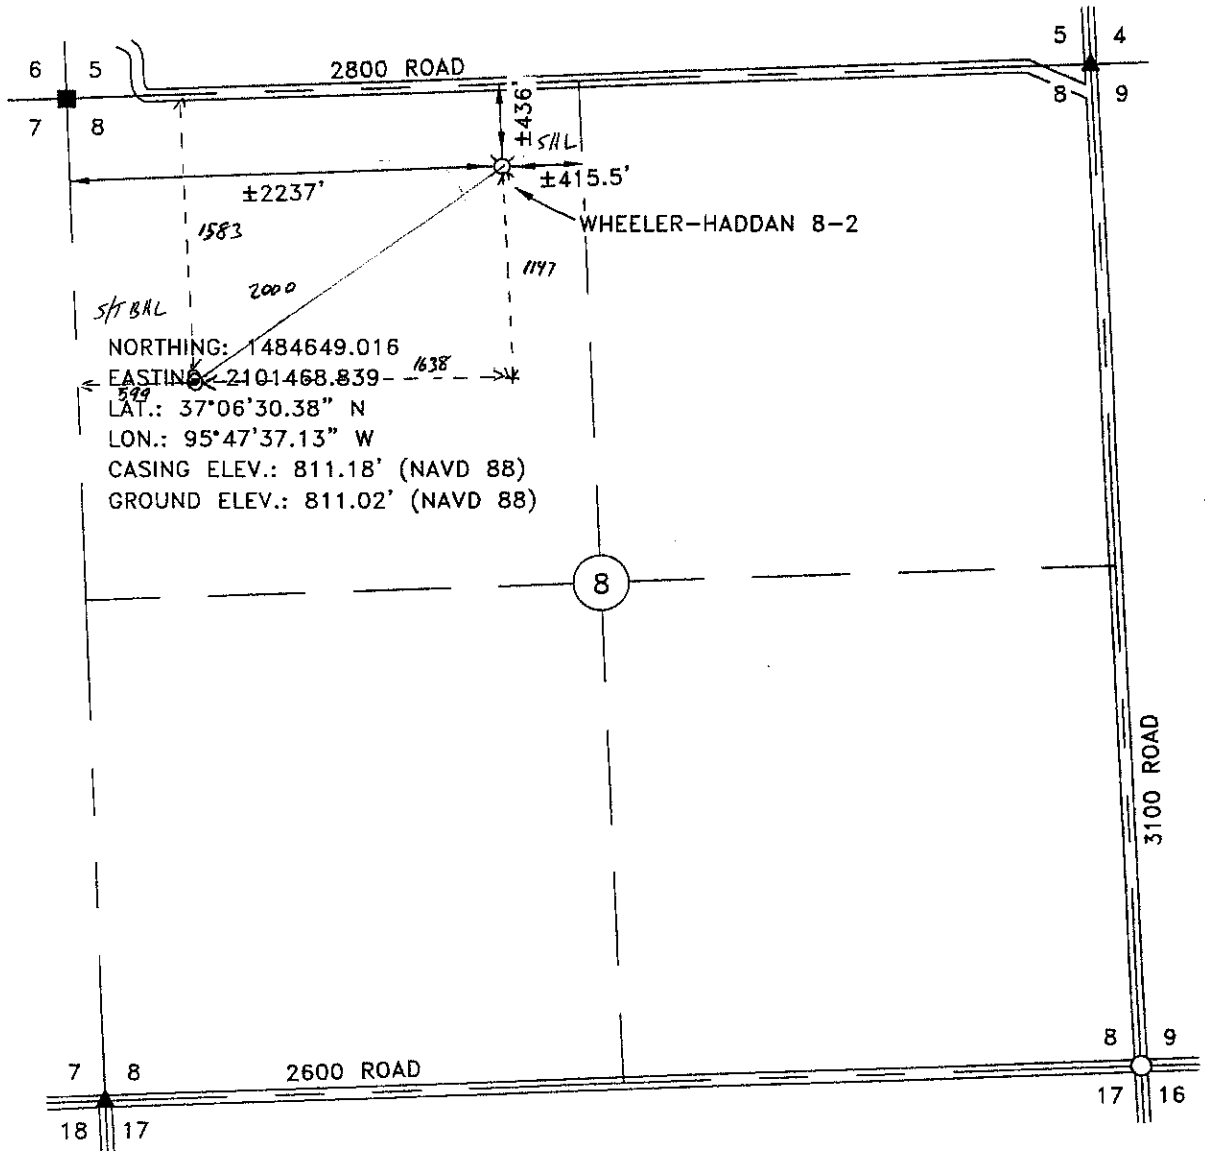 5 4
6 5
2800 ROAD
8 9
7 8
±436'
SHL
±2237'
±415.5'
1583
WHEELER-HADDAN 8-2
1147
2000
S/T BHL
NORTHING: 1484649.016
1638
EASTING: 2101468.839
599
LAT.: 37°06'30.38" N
LON.: 95°47'37.13" W
CASING ELEV.: 811.18' (NAVD 88)
GROUND ELEV.: 811.02' (NAVD 88)
8
3100 ROAD
8 9
7 8
2600 ROAD
17 16
18 17